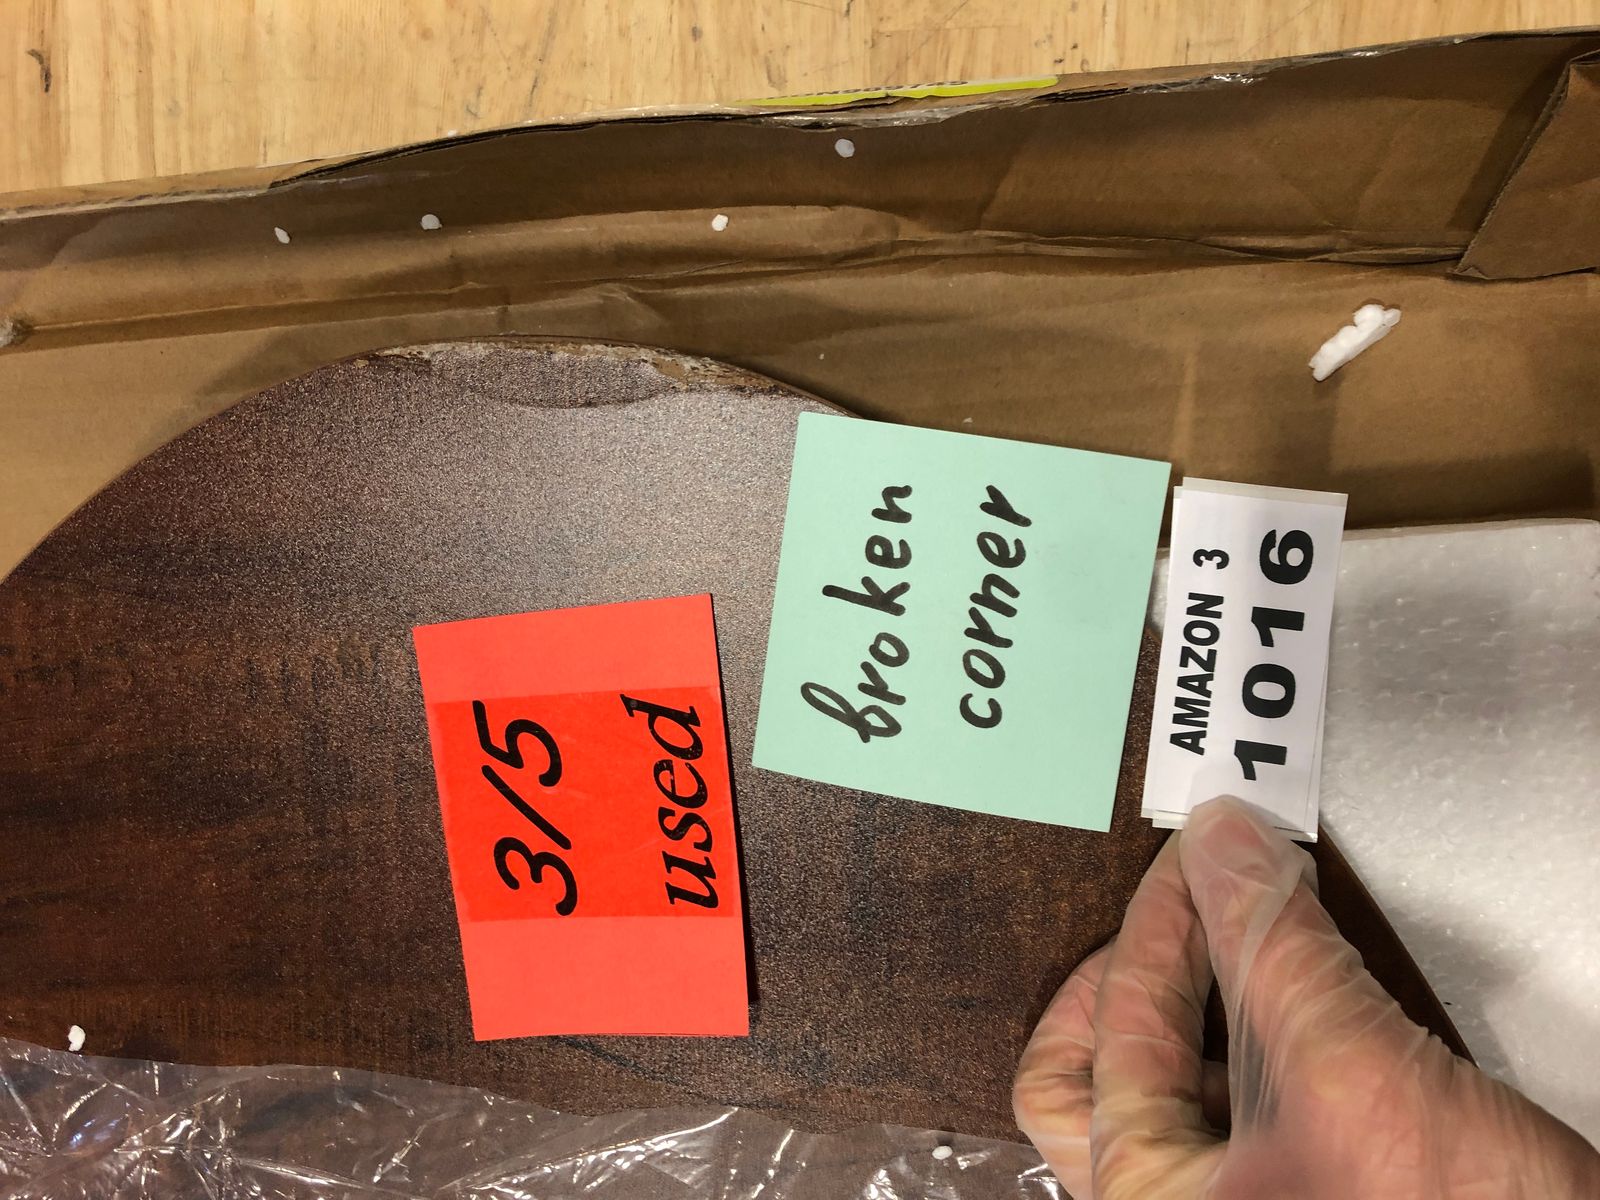 3/5
used
broken
corner
AMAZON 3
1016